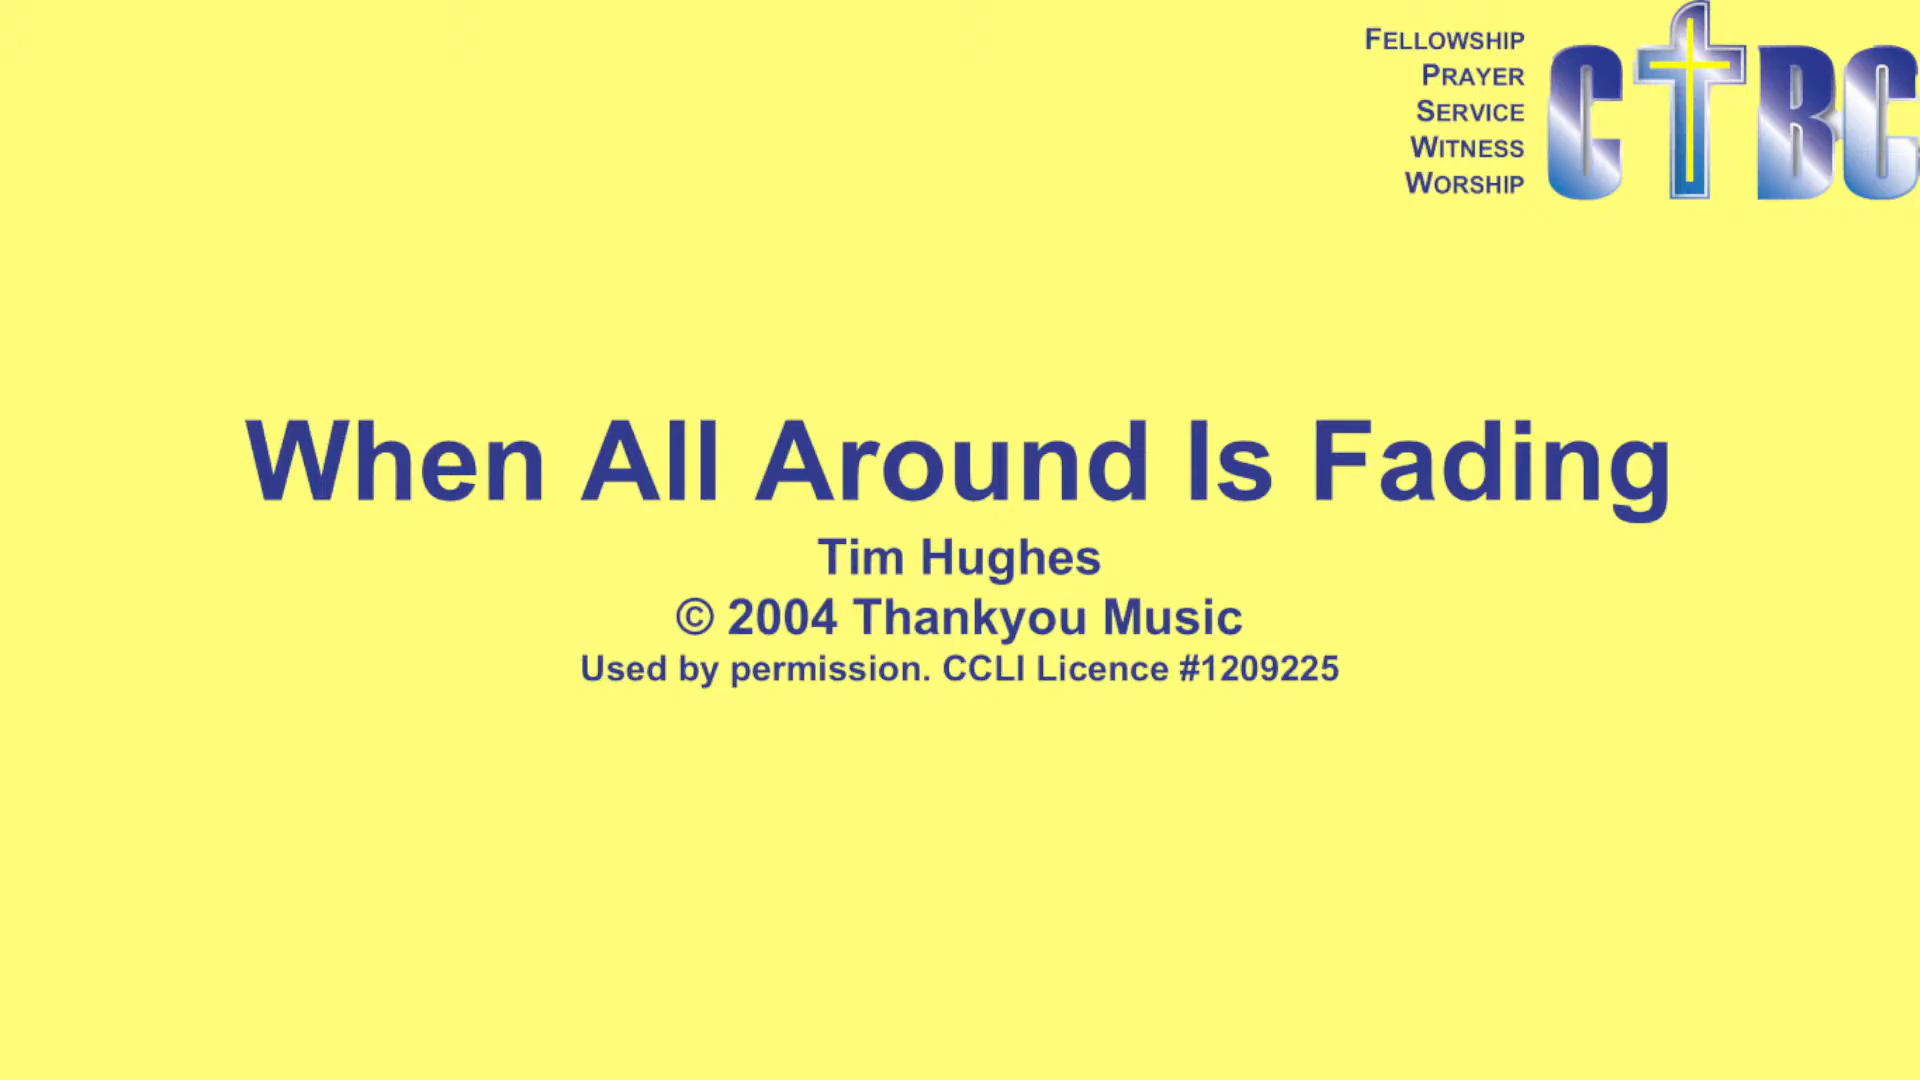 FELLOWSHIP
PRAYER
SERVICE
WITNESS
WORSHIP
CTBC
When All Around Is Fading
Tim Hughes
© 2004 Thankyou Music
Used by permission. CCLI Licence #1209225